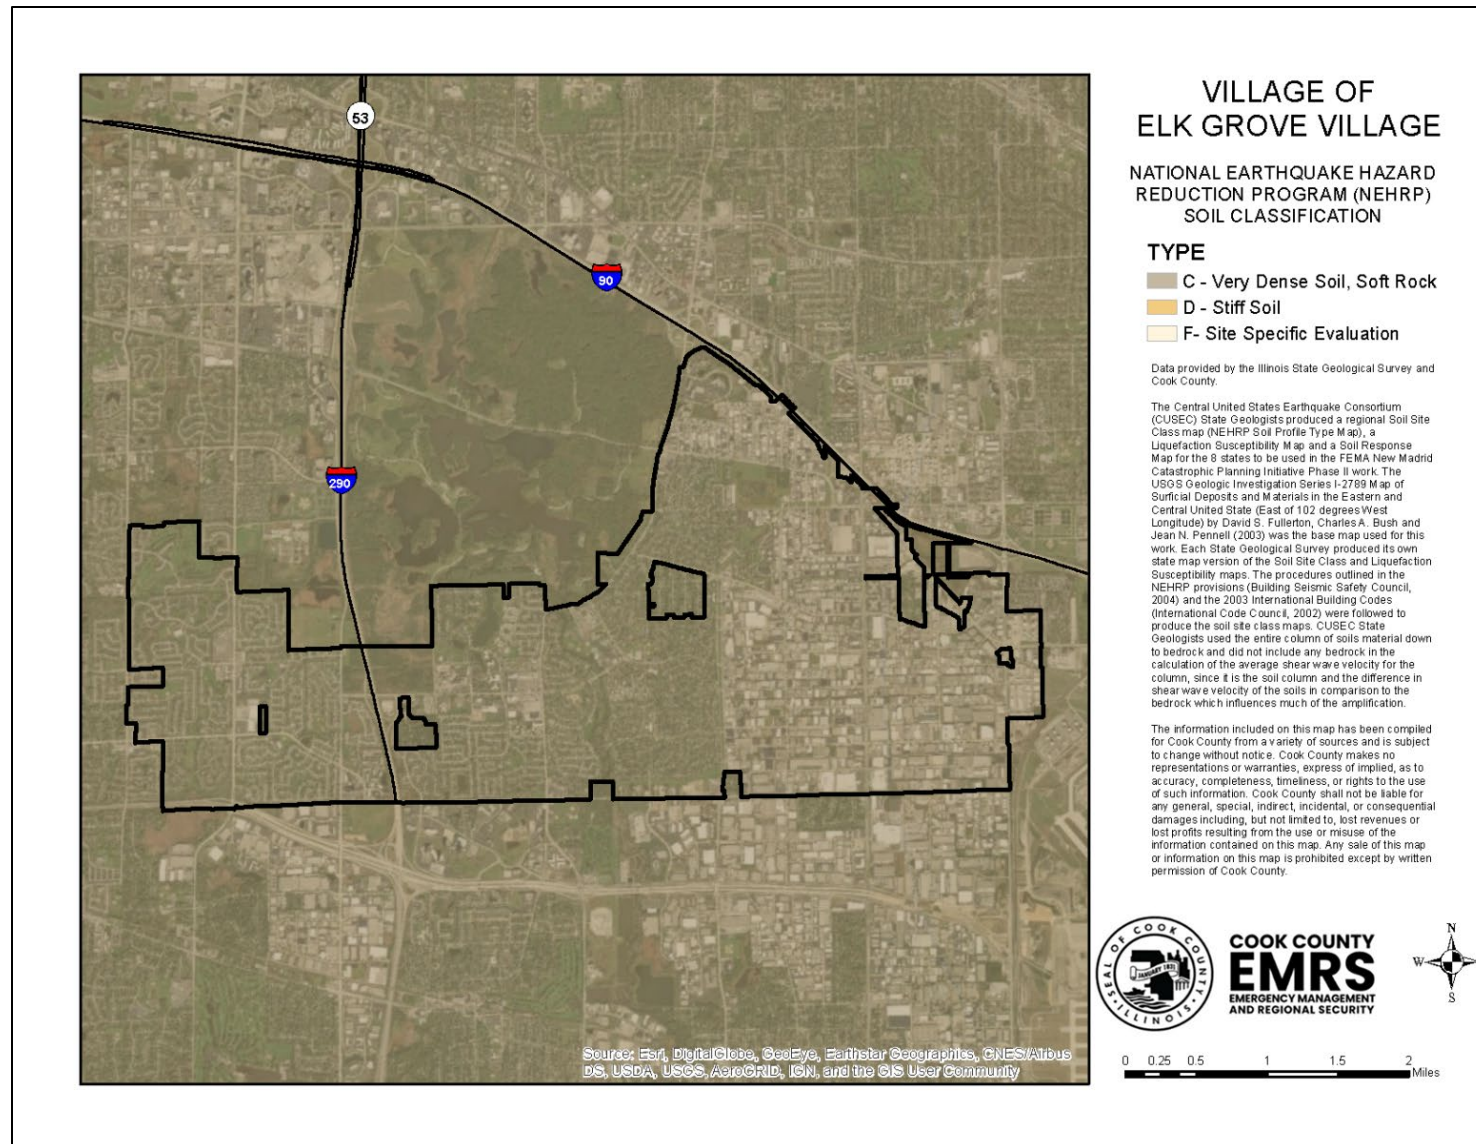 53
90
290
Source: Esri, DigitalGlobe, GeoEye, Earthstar Geographics, CNES/Airbus
DS, USDA, USGS, AeroGRID, IGN, and the GIS User Community
VILLAGE OF
ELK GROVE VILLAGE
NATIONAL EARTHQUAKE HAZARD
REDUCTION PROGRAM (NEHRP)
SOIL CLASSIFICATION
TYPE
C - Very Dense Soil, Soft Rock
D - Stiff Soil
F- Site Specific Evaluation
Data provided by the Illinois State Geological Survey and
Cook County.
The Central United States Earthquake Consortium
(CUSEC) State Geologists produced a regional Soil Site
Class map (NEHRP Soil Profile Type Map), a
Liquefaction Susceptibility Map and a Soil Response
Map for the 8 states to be used in the FEMA New Madrid
Catastrophic Planning Initiative Phase II work. The
USGS Geologic Investigation Series I-2789 Map of
Surficial Deposits and Materials in the Eastern and
Central United State (East of 102 degrees West
Longitude) by David S. Fullerton, Charles A. Bush and
Jean N. Pennell (2003) was the base map used for this
work. Each State Geological Survey produced its own
state map version of the Soil Site Class and Liquefaction
Susceptibility maps. The procedures outlined in the
NEHRP provisions (Building Seismic Safety Council,
2004) and the 2003 International Building Codes
(International Code Council, 2002) were followed to
produce the soil site class maps. CUSEC State
Geologists used the entire column of soils material down
to bedrock and did not include any bedrock in the
calculation of the average shear wave velocity for the
column, since it is the soil column and the difference in
shear wave velocity of the soils in comparison to the
bedrock which influences much of the amplification.
The information included on this map has been compiled
for Cook County from a variety of sources and is subject
to change without notice. Cook County makes no
representations or warranties, express of implied, as to
accuracy, completeness, timeliness, or rights to the use
of such information. Cook County shall not be liable for
any general, special, indirect, incidental, or consequential
damages including, but not limited to, lost revenues or
lost profits resulting from the use or misuse of the
information contained on this map. Any sale of this map
or information on this map is prohibited except by written
permission of Cook County.
SEAL OF COOK COUNTY
JANUARY 1831
ILLINOIS
COOK COUNTY
EMRS
EMERGENCY MANAGEMENT
AND REGIONAL SECURITY
N
W
S
0 0.25 0.5 1 1.5 2
Miles